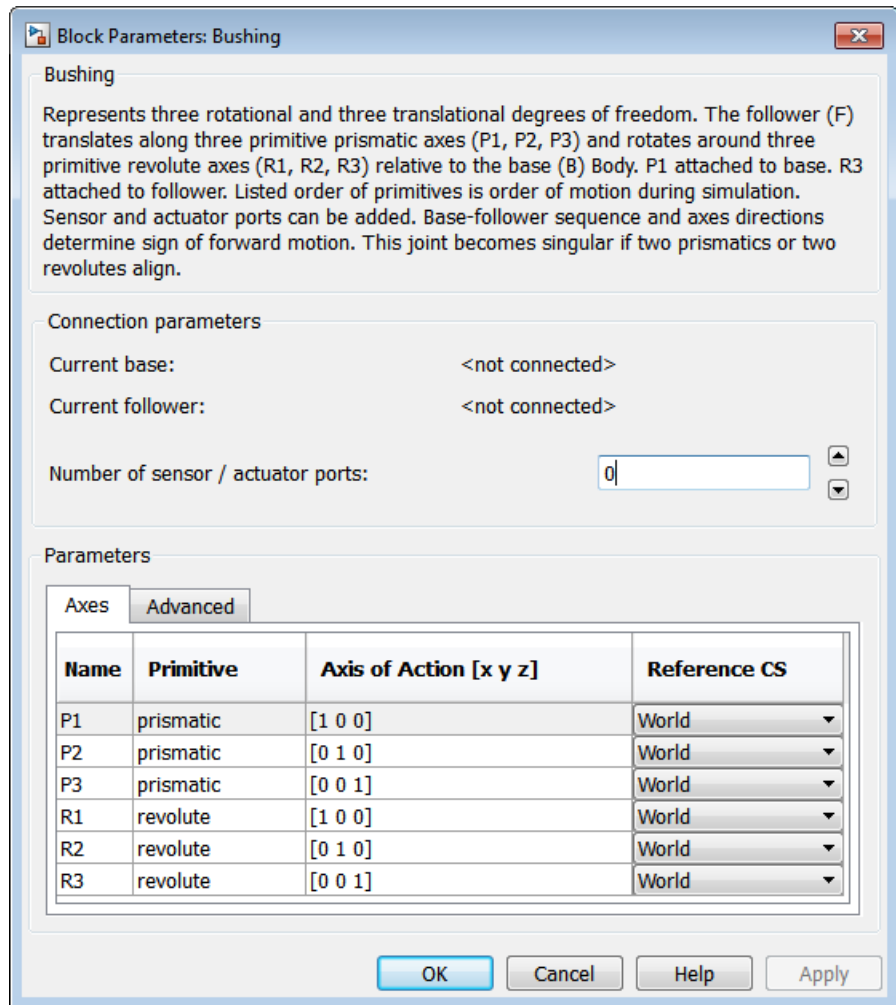 Block Parameters: Bushing
Bushing
Represents three rotational and three translational degrees of freedom. The follower (F)
translates along three primitive prismatic axes (P1, P2, P3) and rotates around three
primitive revolute axes (R1, R2, R3) relative to the base (B) Body. P1 attached to base. R3
attached to follower. Listed order of primitives is order of motion during simulation.
Sensor and actuator ports can be added. Base-follower sequence and axes directions
determine sign of forward motion. This joint becomes singular if two prismatics or two
revolutes align.
Connection parameters
Current base: <not connected>
Current follower: <not connected>
Number of sensor / actuator ports: 0
Parameters
Axes Advanced
Name Primitive Axis of Action [x y z] Reference CS
P1 prismatic [1 0 0] World
P2 prismatic [0 1 0] World
P3 prismatic [0 0 1] World
R1 revolute [1 0 0] World
R2 revolute [0 1 0] World
R3 revolute [0 0 1] World
OK Cancel Help Apply